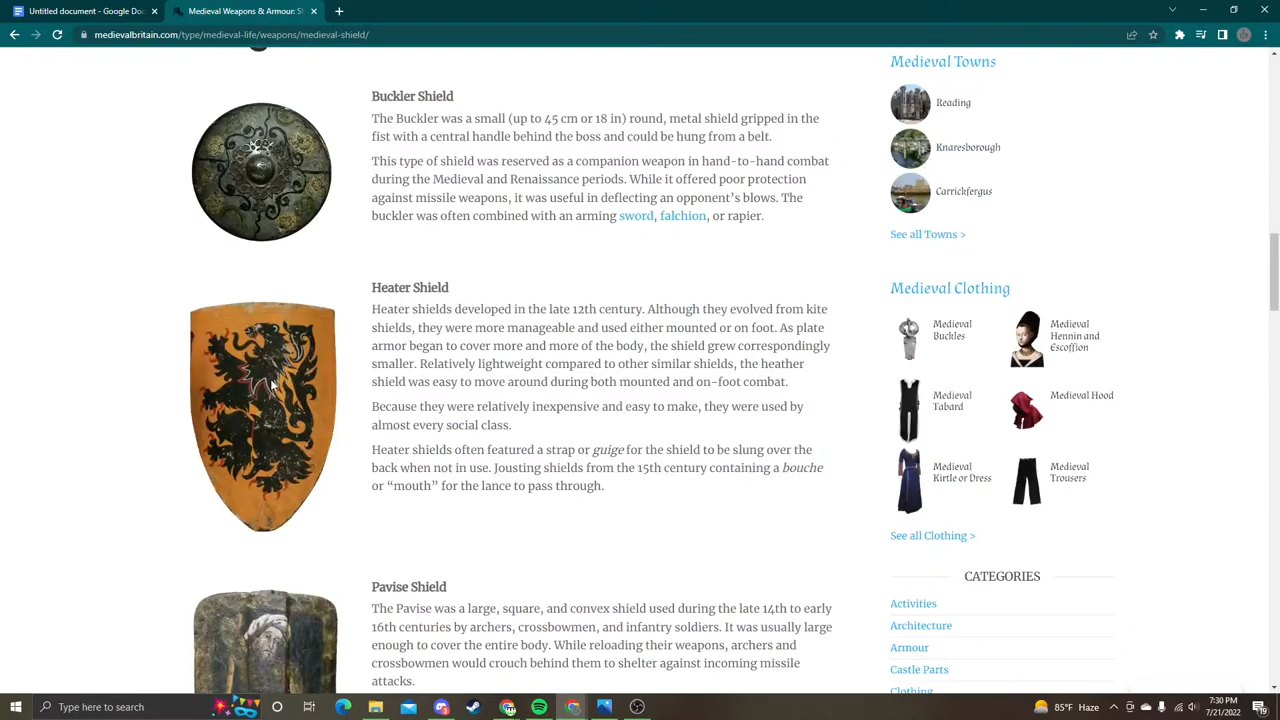 Untitled document - Google Doc
Medieval Weapons & Armour Sh
medievalbritain.com/type/medieval-life/weapons/medieval-shield/
Buckler Shield
The Buckler was a small (up to 45 cm or 18 in) round, metal shield gripped in the
fist with a central handle behind the boss and could be hung from a belt.
This type of shield was reserved as a companion weapon in hand-to-hand combat
during the Medieval and Renaissance periods. While it offered poor protection
against missile weapons, it was useful in deflecting an opponent's blows. The
buckler was often combined with an arming sword, falchion, or rapier.
Heater Shield
Heater shields developed in the late 12th century. Although they evolved from kite
shields, they were more manageable and used either mounted or on foot. As plate
armor began to cover more and more of the body, the shield grew correspondingly
smaller. Relatively lightweight compared to other similar shields, the heather
shield was easy to move around during both mounted and on-foot combat.
Because they were relatively inexpensive and easy to make, they were used by
almost every social class.
Heater shields often featured a strap or guige for the shield to be slung over the
back when not in use. Jousting shields from the 15th century containing a bouche
or “mouth” for the lance to pass through.
Pavise Shield
The Pavise was a large, square, and convex shield used during the late 14th to early
16th centuries by archers, crossbowmen, and infantry soldiers. It was usually large
enough to cover the entire body. While reloading their weapons, archers and
crossbowmen would crouch behind them to shelter against incoming missile
attacks.
Medieval Towns
Reading
Knaresborough
Carrickfergus
See all Towns >
Medieval Clothing
Medieval
Buckles
Medieval
Hennin and
Escoffion
Medieval
Tabard
Medieval Hood
Medieval
Kirtle or Dress
Medieval
Trousers
See all Clothing >
CATEGORIES
Activities
Architecture
Armour
Castle Parts
Clothing
Type here to search
85°F Haze
7:30 PM
7/21/2022